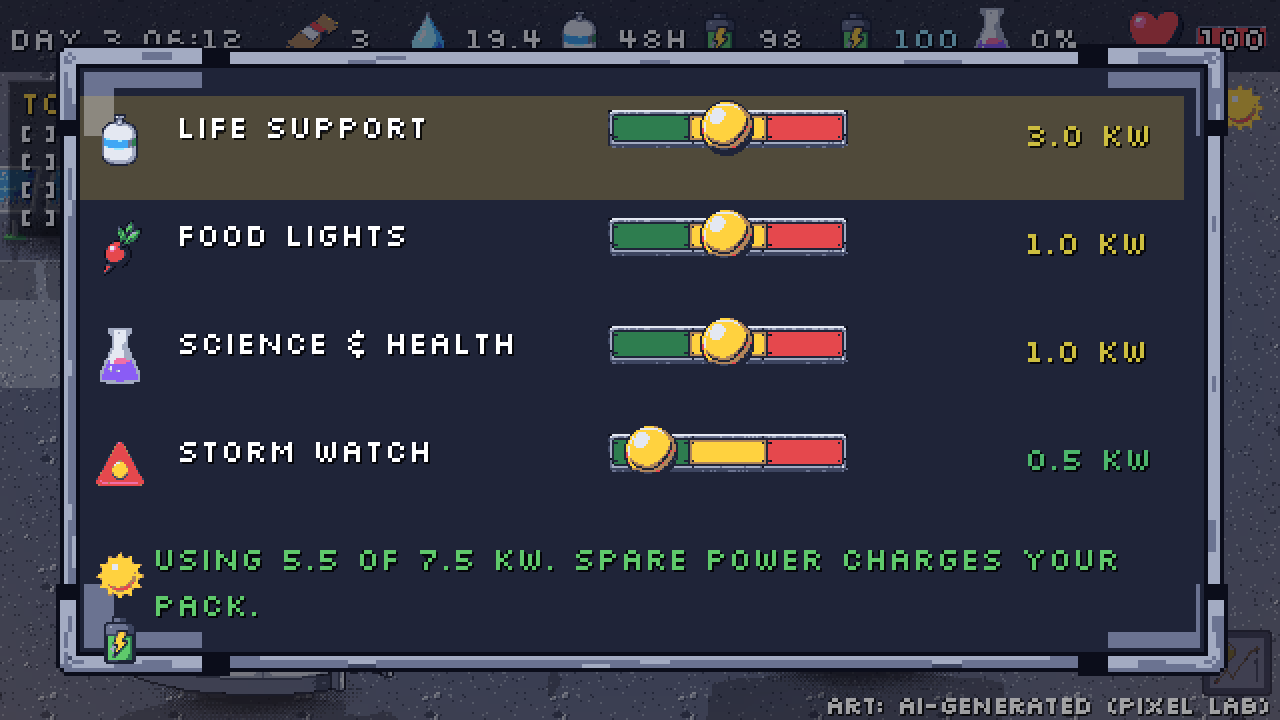 DAY 3 06:12 3 19.4 48H 98 100 0% 100
LIFE SUPPORT 3.0 KW
FOOD LIGHTS 1.0 KW
SCIENCE & HEALTH 1.0 KW
STORM WATCH 0.5 KW
USING 5.5 OF 7.5 KW. SPARE POWER CHARGES YOUR
PACK.
ART: AI-GENERATED (PIXEL LAB)